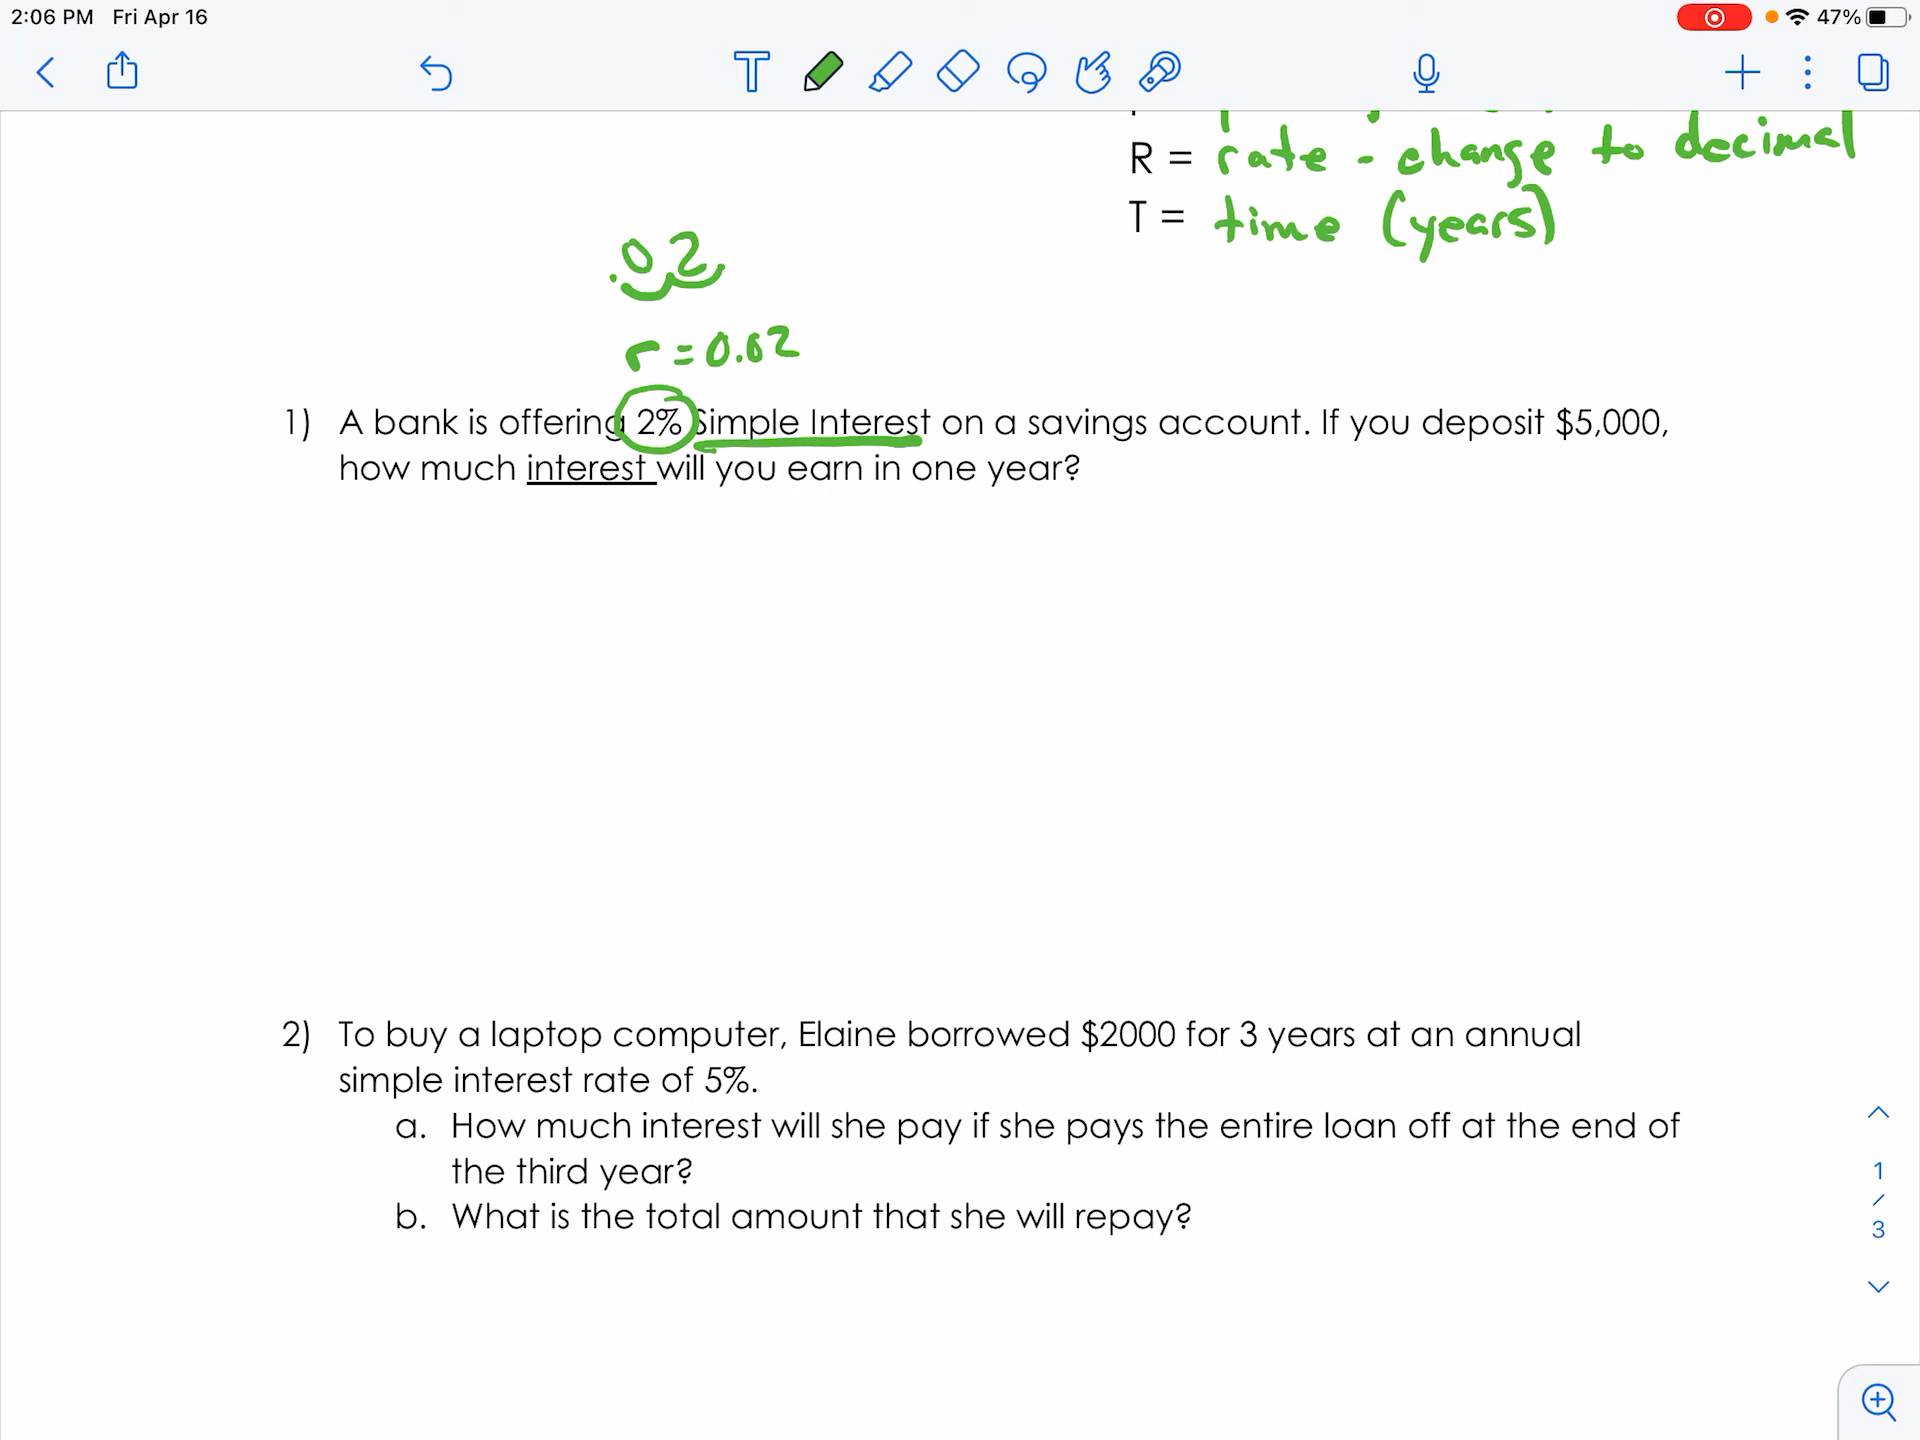 2:06 PM Fri Apr 16
47%
R = rate - change to decimal
T = time (years)
.02
r = 0.02
1) A bank is offering 2% Simple Interest on a savings account. If you deposit $5,000,
how much interest will you earn in one year?
2) To buy a laptop computer, Elaine borrowed $2000 for 3 years at an annual
simple interest rate of 5%.
a. How much interest will she pay if she pays the entire loan off at the end of
the third year?
b. What is the total amount that she will repay?
1
/
3